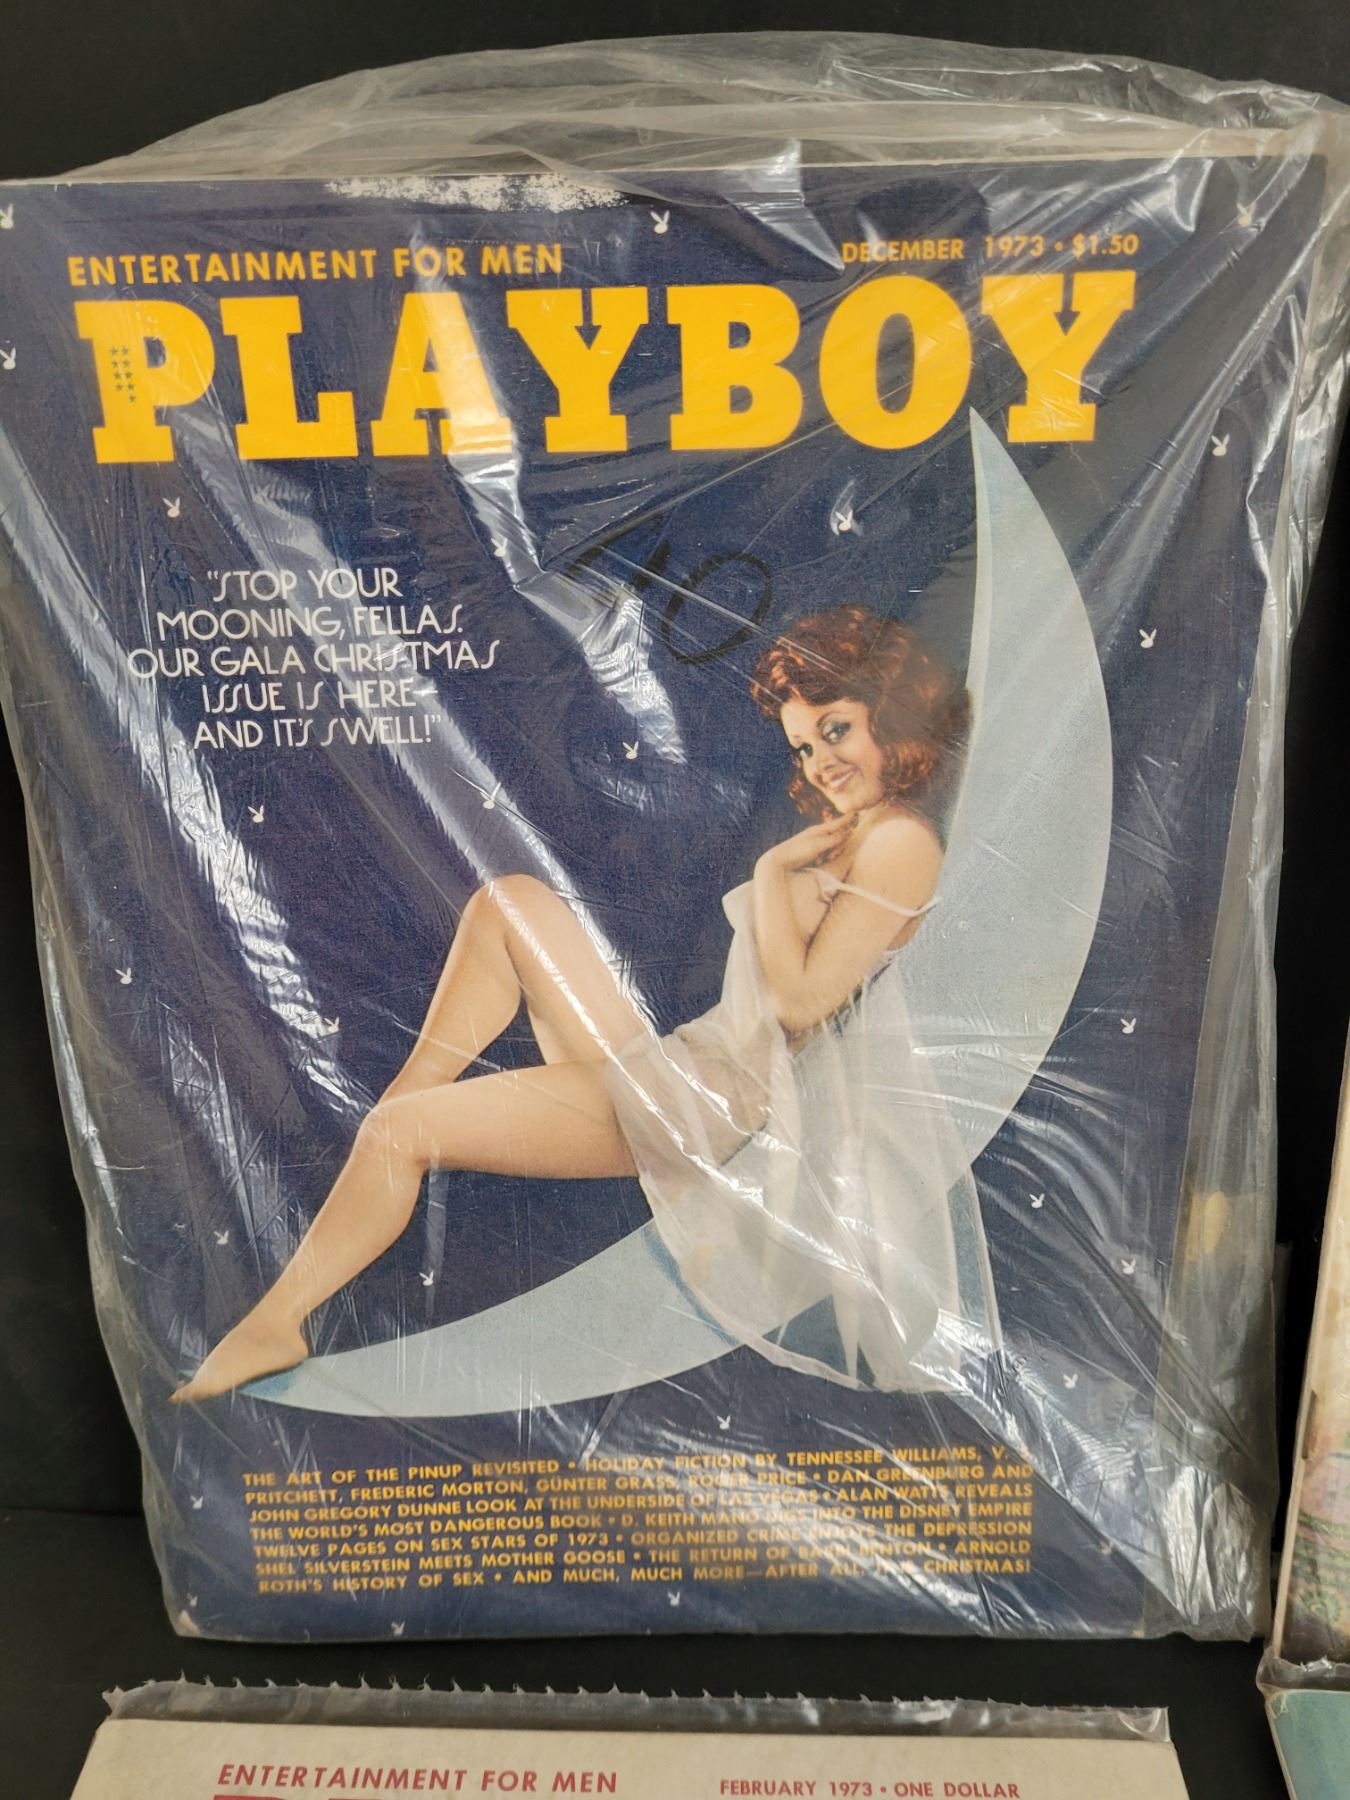 ENTERTAINMENT FOR MEN
DECEMBER 1973 • $1.50
PLAYBOY
"STOP YOUR
MOONING, FELLAS.
OUR GALA CHRISTMAS
ISSUE IS HERE—
AND IT'S SWELL!"
THE ART OF THE PINUP REVISITED • HOLIDAY FICTION BY TENNESSEE WILLIAMS, V. S.
PRITCHETT, FREDERIC MORTON, GÜNTER GRASS, ROGER PRICE • DAN GREENBURG AND
JOHN GREGORY DUNNE LOOK AT THE UNDERSIDE OF LAS VEGAS • ALAN WATTS REVEALS
THE WORLD'S MOST DANGEROUS BOOK • D. KEITH MANO DIGS INTO THE DISNEY EMPIRE
TWELVE PAGES ON SEX STARS OF 1973 • ORGANIZED CRIME ENJOYS THE DEPRESSION
SHEL SILVERSTEIN MEETS MOTHER GOOSE • THE RETURN OF BARBI BENTON • ARNOLD
ROTH'S HISTORY OF SEX • AND MUCH, MUCH MORE—AFTER ALL, IT IS CHRISTMAS!
ENTERTAINMENT FOR MEN
FEBRUARY 1973 • ONE DOLLAR